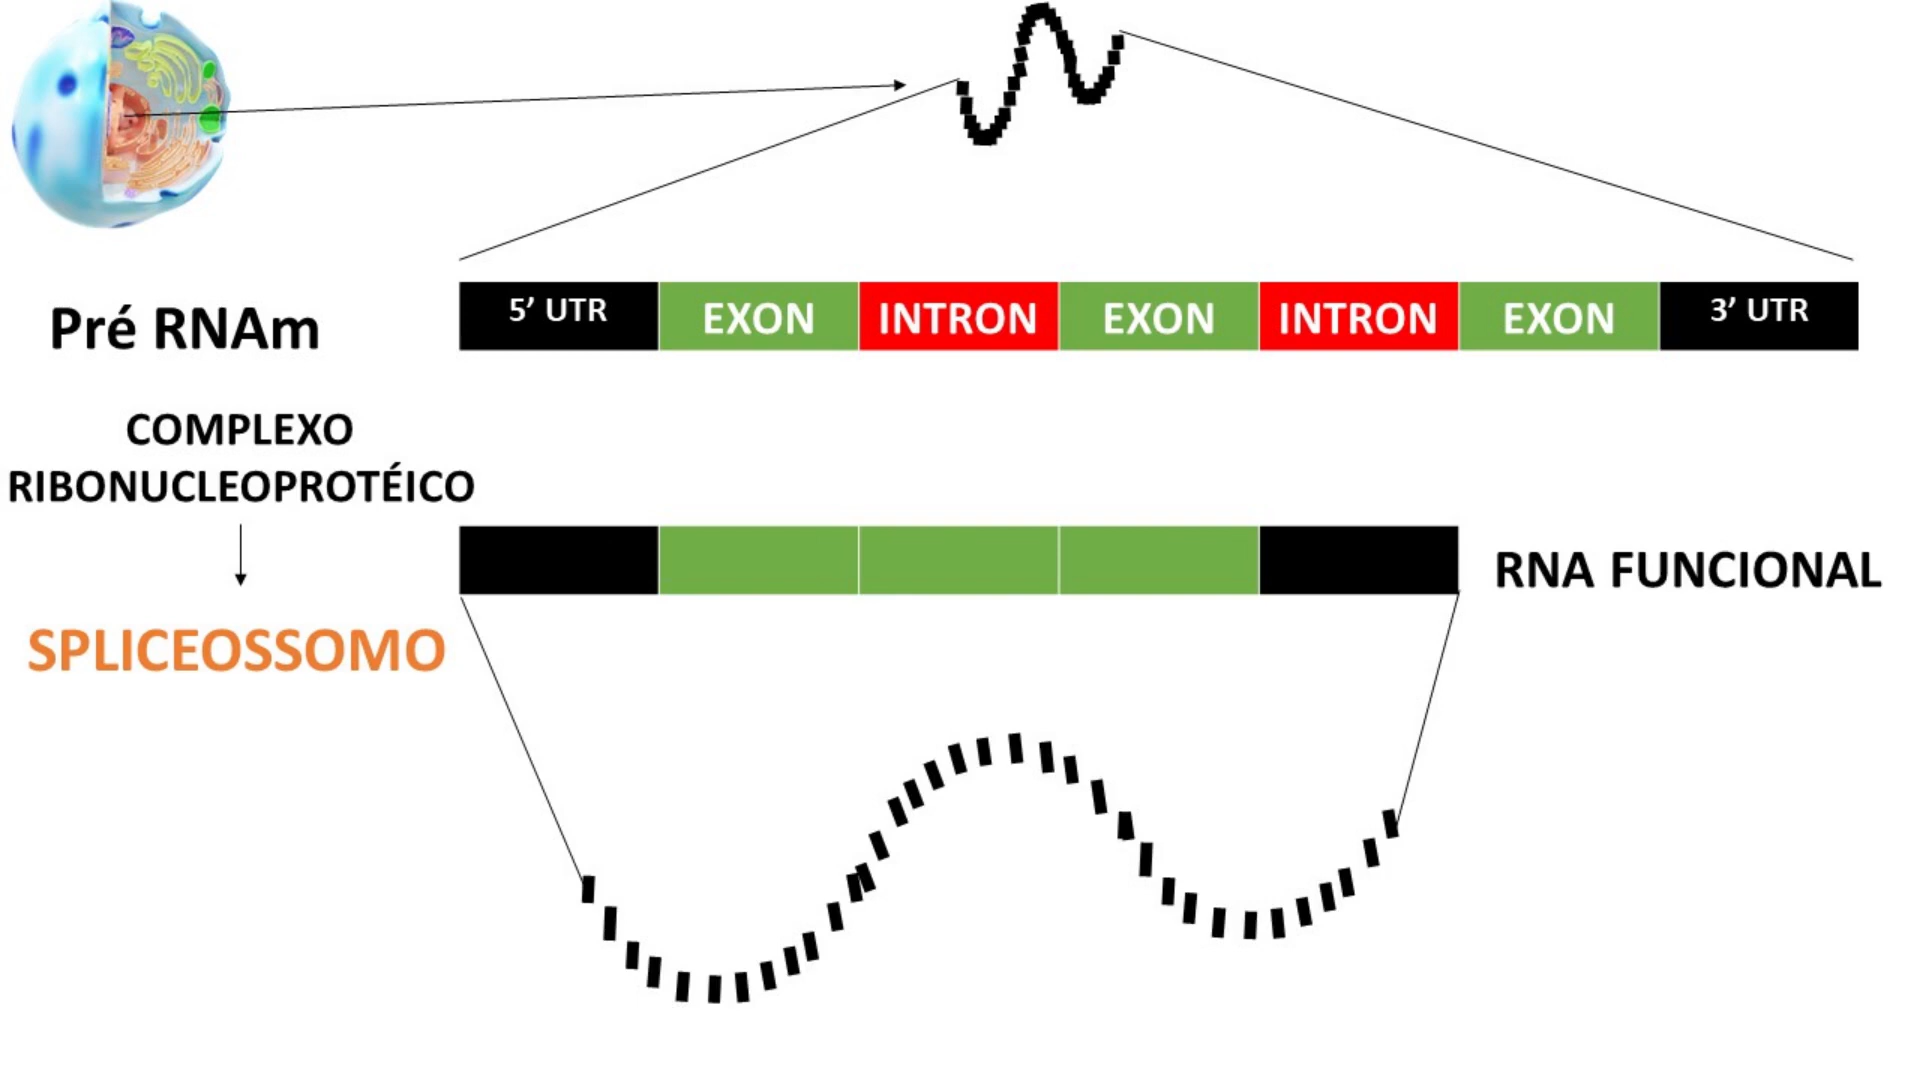 Pré RNAm
5’ UTR
EXON
INTRON
EXON
INTRON
EXON
3’ UTR
COMPLEXO
RIBONUCLEOPROTÉICO
SPLICEOSSOMO
RNA FUNCIONAL